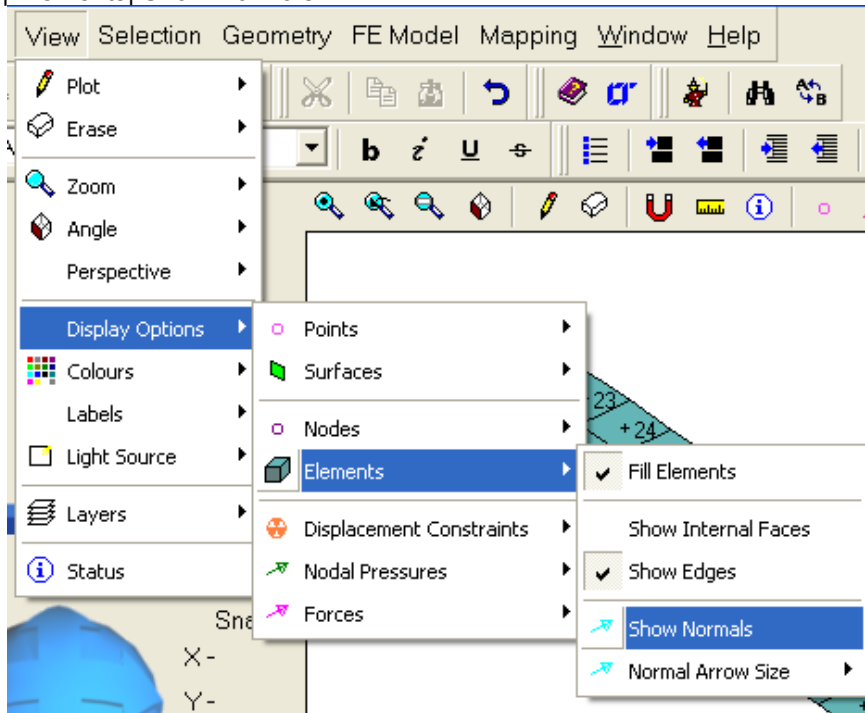 View Selection Geometry FE Model Mapping Window Help
Plot
Erase
Zoom
Angle
Perspective
Display Options
Colours
Labels
Light Source
Layers
Status
b i U S
A B
Points
Surfaces
Nodes
Elements
Displacement Constraints
Nodal Pressures
Forces
23
+24
Fill Elements
Show Internal Faces
Show Edges
Show Normals
Normal Arrow Size
X-
Y-